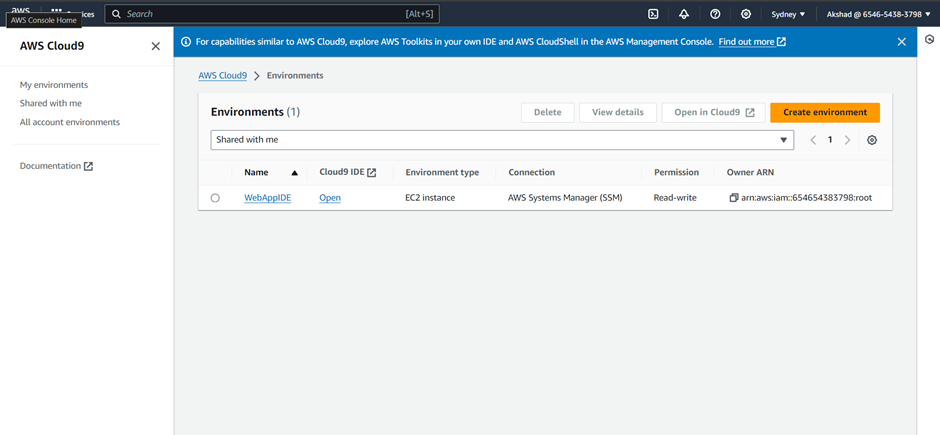 aws
AWS Console Home
ices
Search
[Alt+S]
Sydney
Akshad @ 6546-5438-3798
AWS Cloud9
My environments
Shared with me
All account environments
Documentation
For capabilities similar to AWS Cloud9, explore AWS Toolkits in your own IDE and AWS CloudShell in the AWS Management Console. Find out more
AWS Cloud9 > Environments
Environments (1)
Delete
View details
Open in Cloud9
Create environment
Shared with me
1
Name Cloud9 IDE Environment type Connection Permission Owner ARN
WebAppIDE Open EC2 instance AWS Systems Manager (SSM) Read-write arn:aws:iam::654654383798:root